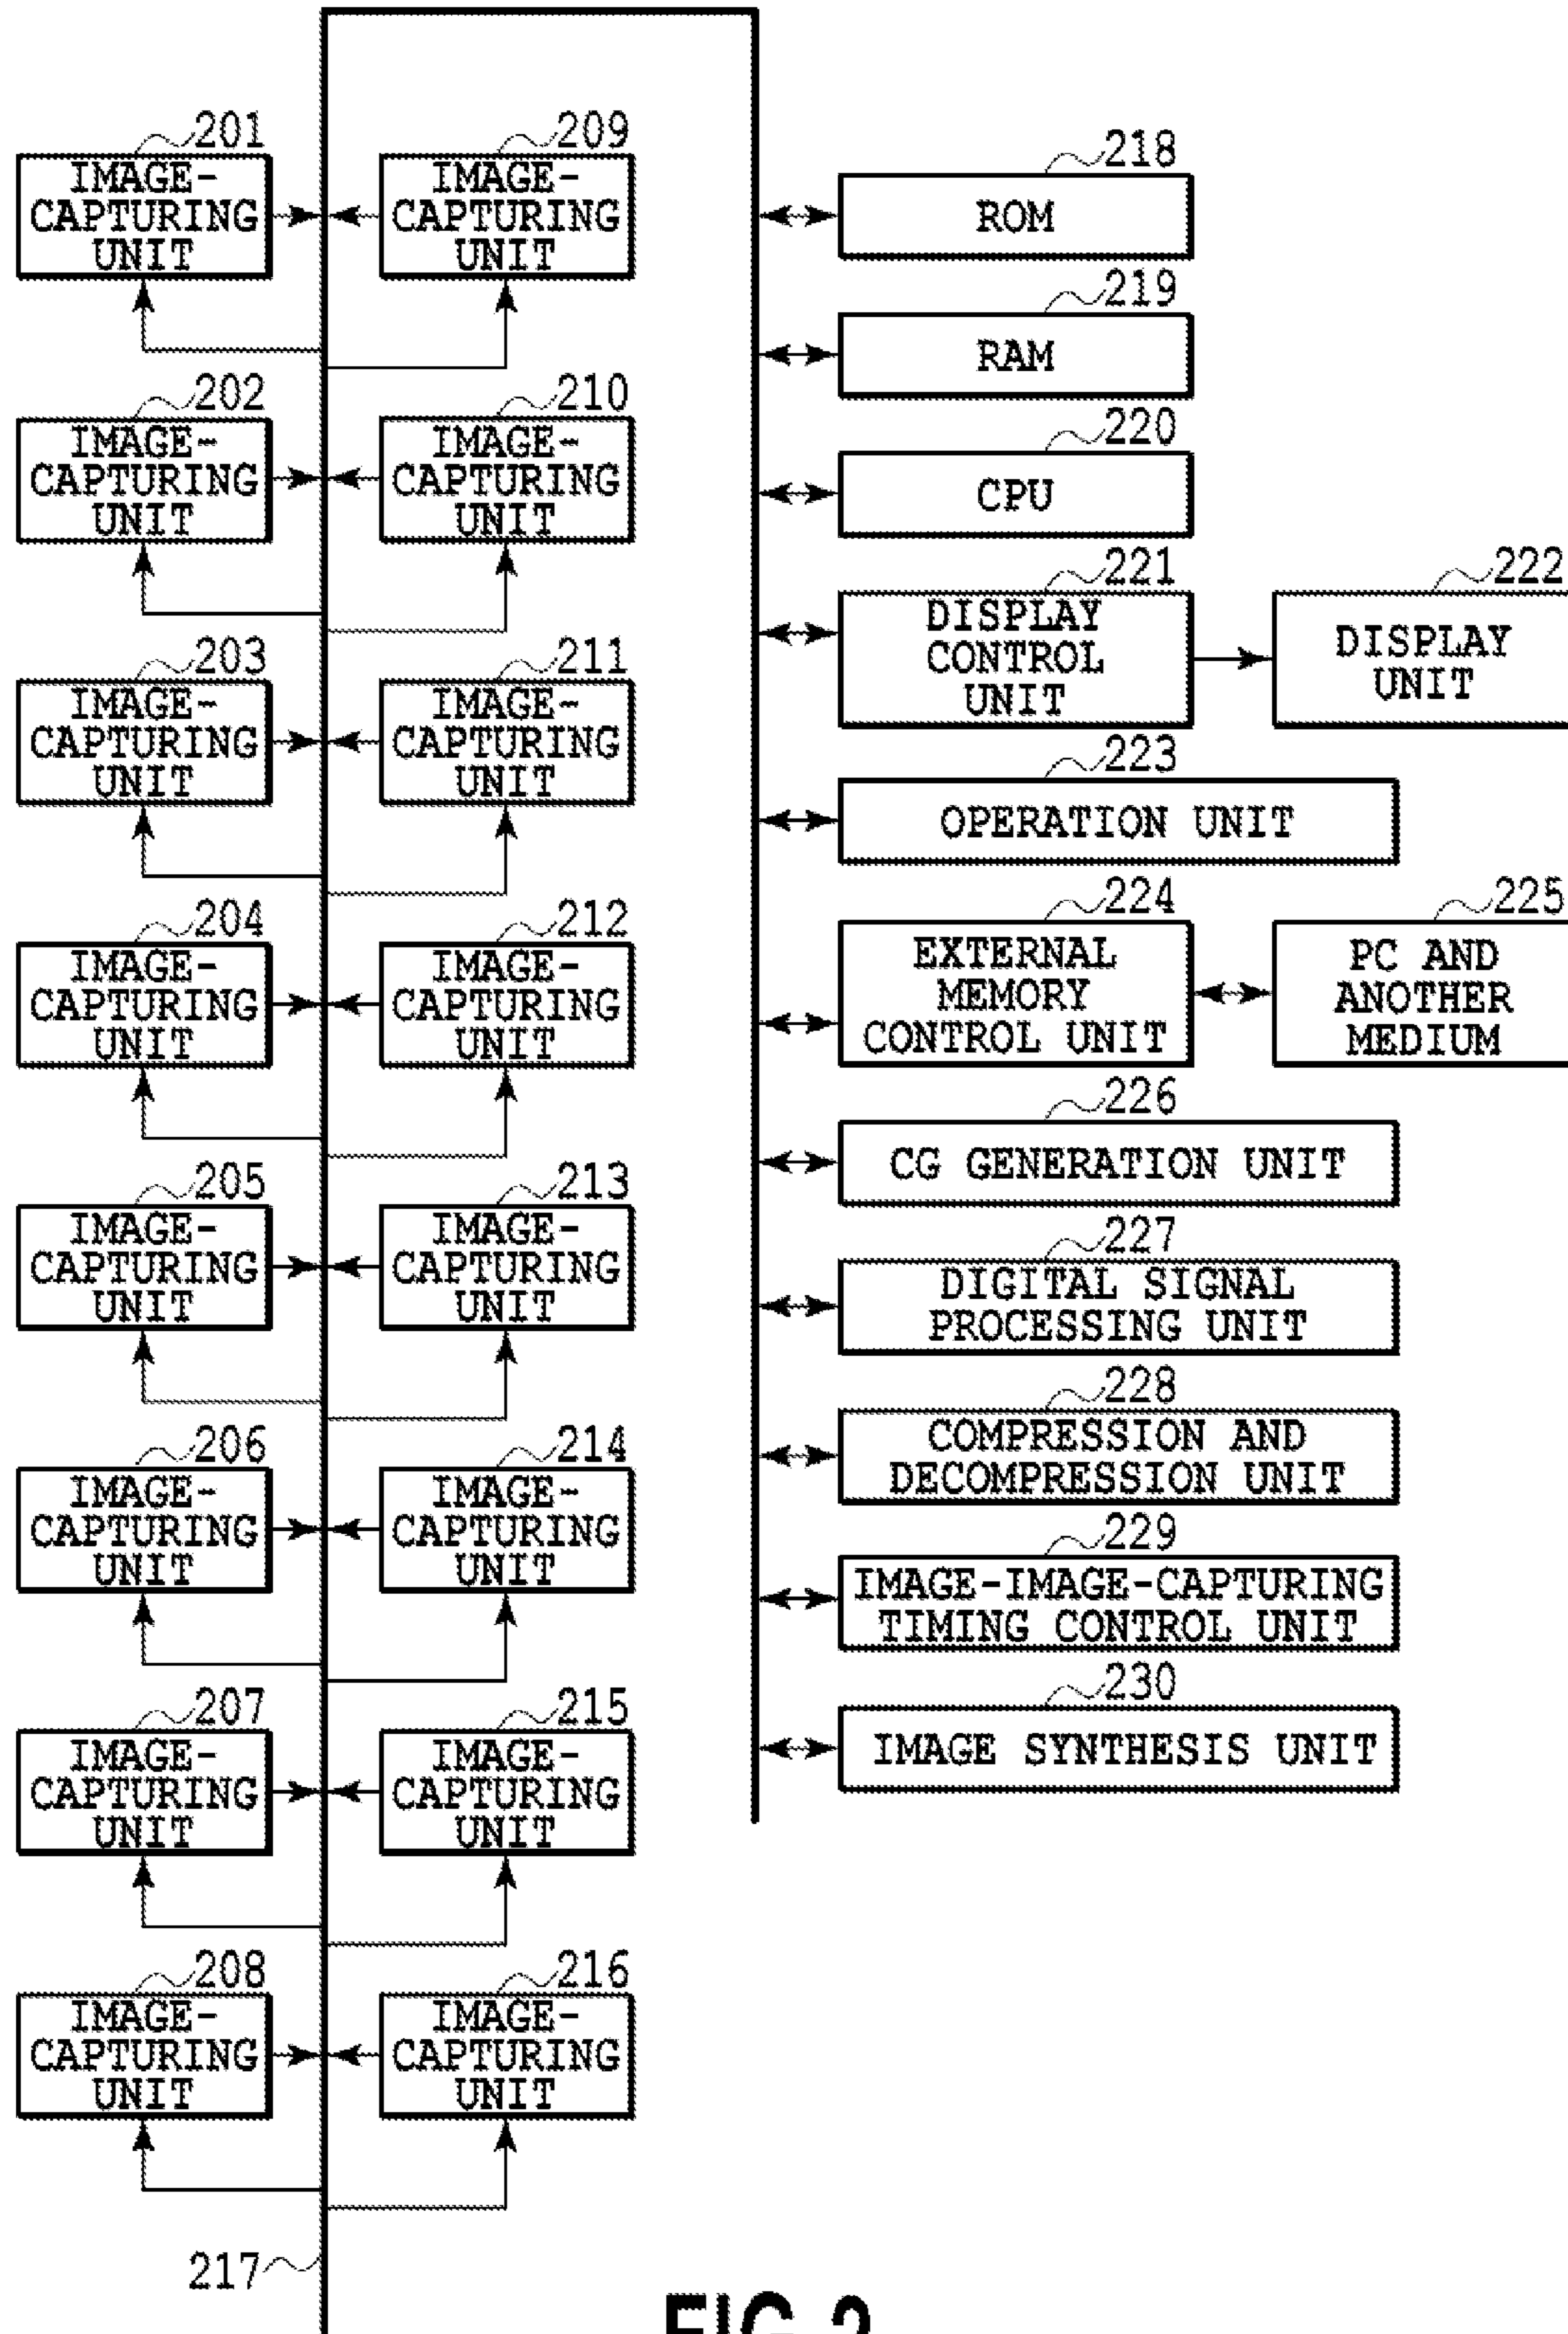 201
IMAGE-
CAPTURING
UNIT
209
IMAGE-
CAPTURING
UNIT
202
IMAGE-
CAPTURING
UNIT
210
IMAGE-
CAPTURING
UNIT
203
IMAGE-
CAPTURING
UNIT
211
IMAGE-
CAPTURING
UNIT
204
IMAGE-
CAPTURING
UNIT
212
IMAGE-
CAPTURING
UNIT
205
IMAGE-
CAPTURING
UNIT
213
IMAGE-
CAPTURING
UNIT
206
IMAGE-
CAPTURING
UNIT
214
IMAGE-
CAPTURING
UNIT
207
IMAGE-
CAPTURING
UNIT
215
IMAGE-
CAPTURING
UNIT
208
IMAGE-
CAPTURING
UNIT
216
IMAGE-
CAPTURING
UNIT
217
218
ROM
219
RAM
220
CPU
221
DISPLAY
CONTROL
UNIT
222
DISPLAY
UNIT
223
OPERATION UNIT
224
EXTERNAL
MEMORY
CONTROL UNIT
225
PC AND
ANOTHER
MEDIUM
226
CG GENERATION UNIT
227
DIGITAL SIGNAL
PROCESSING UNIT
228
COMPRESSION AND
DECOMPRESSION UNIT
229
IMAGE-IMAGE-CAPTURING
TIMING CONTROL UNIT
230
IMAGE SYNTHESIS UNIT